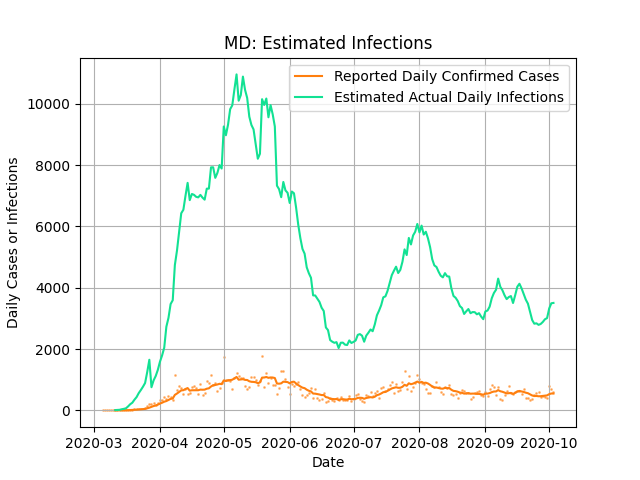 MD: Estimated Infections
Reported Daily Confirmed Cases
Estimated Actual Daily Infections
Daily Cases or Infections
10000
8000
6000
4000
2000
0
2020-03 2020-04 2020-05 2020-06 2020-07 2020-08 2020-09 2020-10
Date